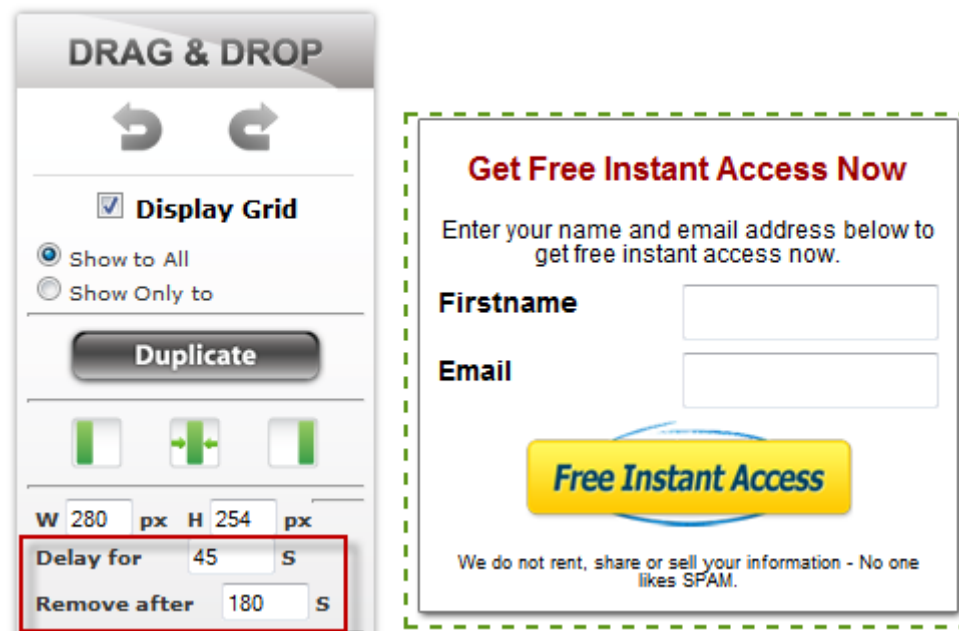 DRAG & DROP
Display Grid
Show to All
Show Only to
Duplicate
W 280 px H 254 px
Delay for 45 S
Remove after 180 S
Get Free Instant Access Now
Enter your name and email address below to
get free instant access now.
Firstname
Email
Free Instant Access
We do not rent, share or sell your information - No one
likes SPAM.